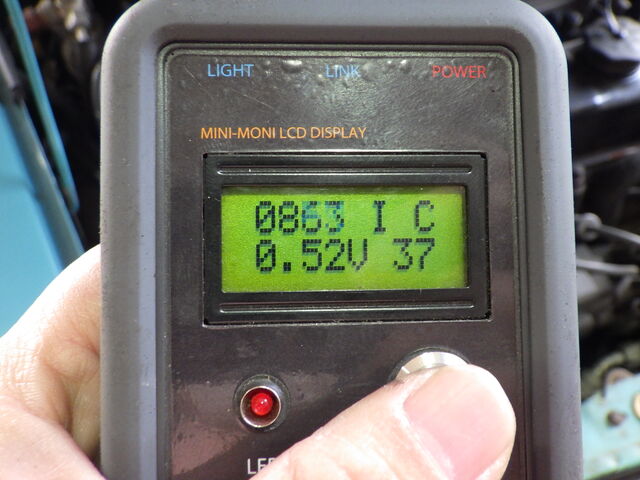 LIGHT LINK POWER
MINI-MONI LCD DISPLAY
0863 I C
0.52V 37